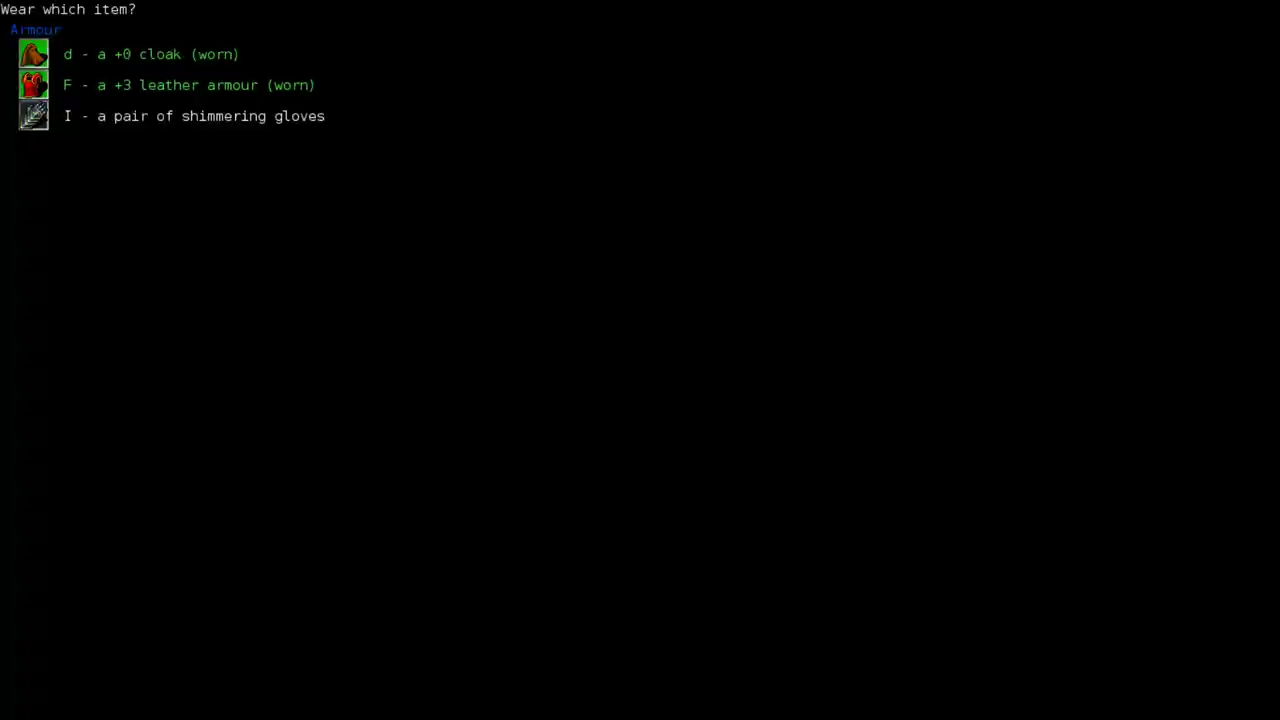 Wear which item?
Armour
d - a +0 cloak (worn)
F - a +3 leather armour (worn)
I - a pair of shimmering gloves